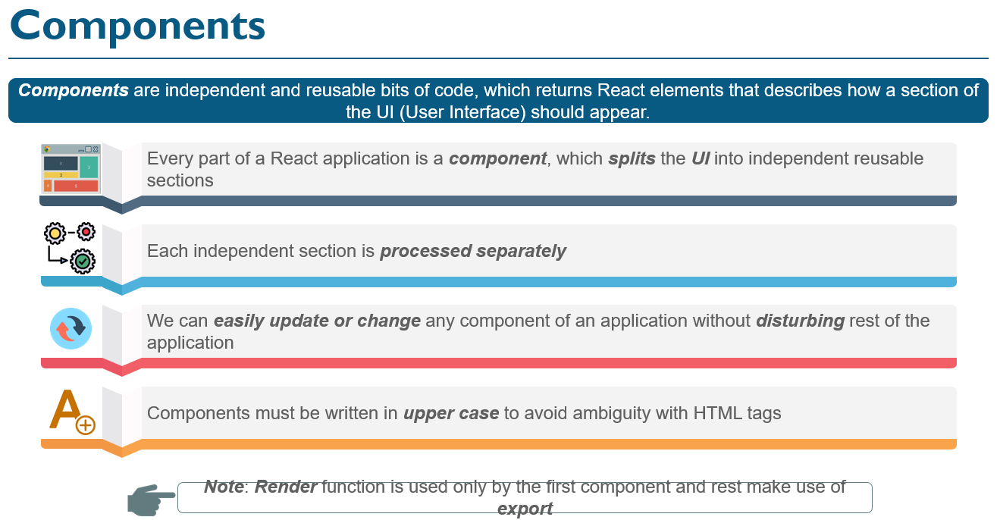 Components
Components are independent and reusable bits of code, which returns React elements that describes how a section of
the UI (User Interface) should appear.
Every part of a React application is a component, which splits the UI into independent reusable
sections
Each independent section is processed separately
We can easily update or change any component of an application without disturbing rest of the
application
A
Components must be written in upper case to avoid ambiguity with HTML tags
Note: Render function is used only by the first component and rest make use of
export